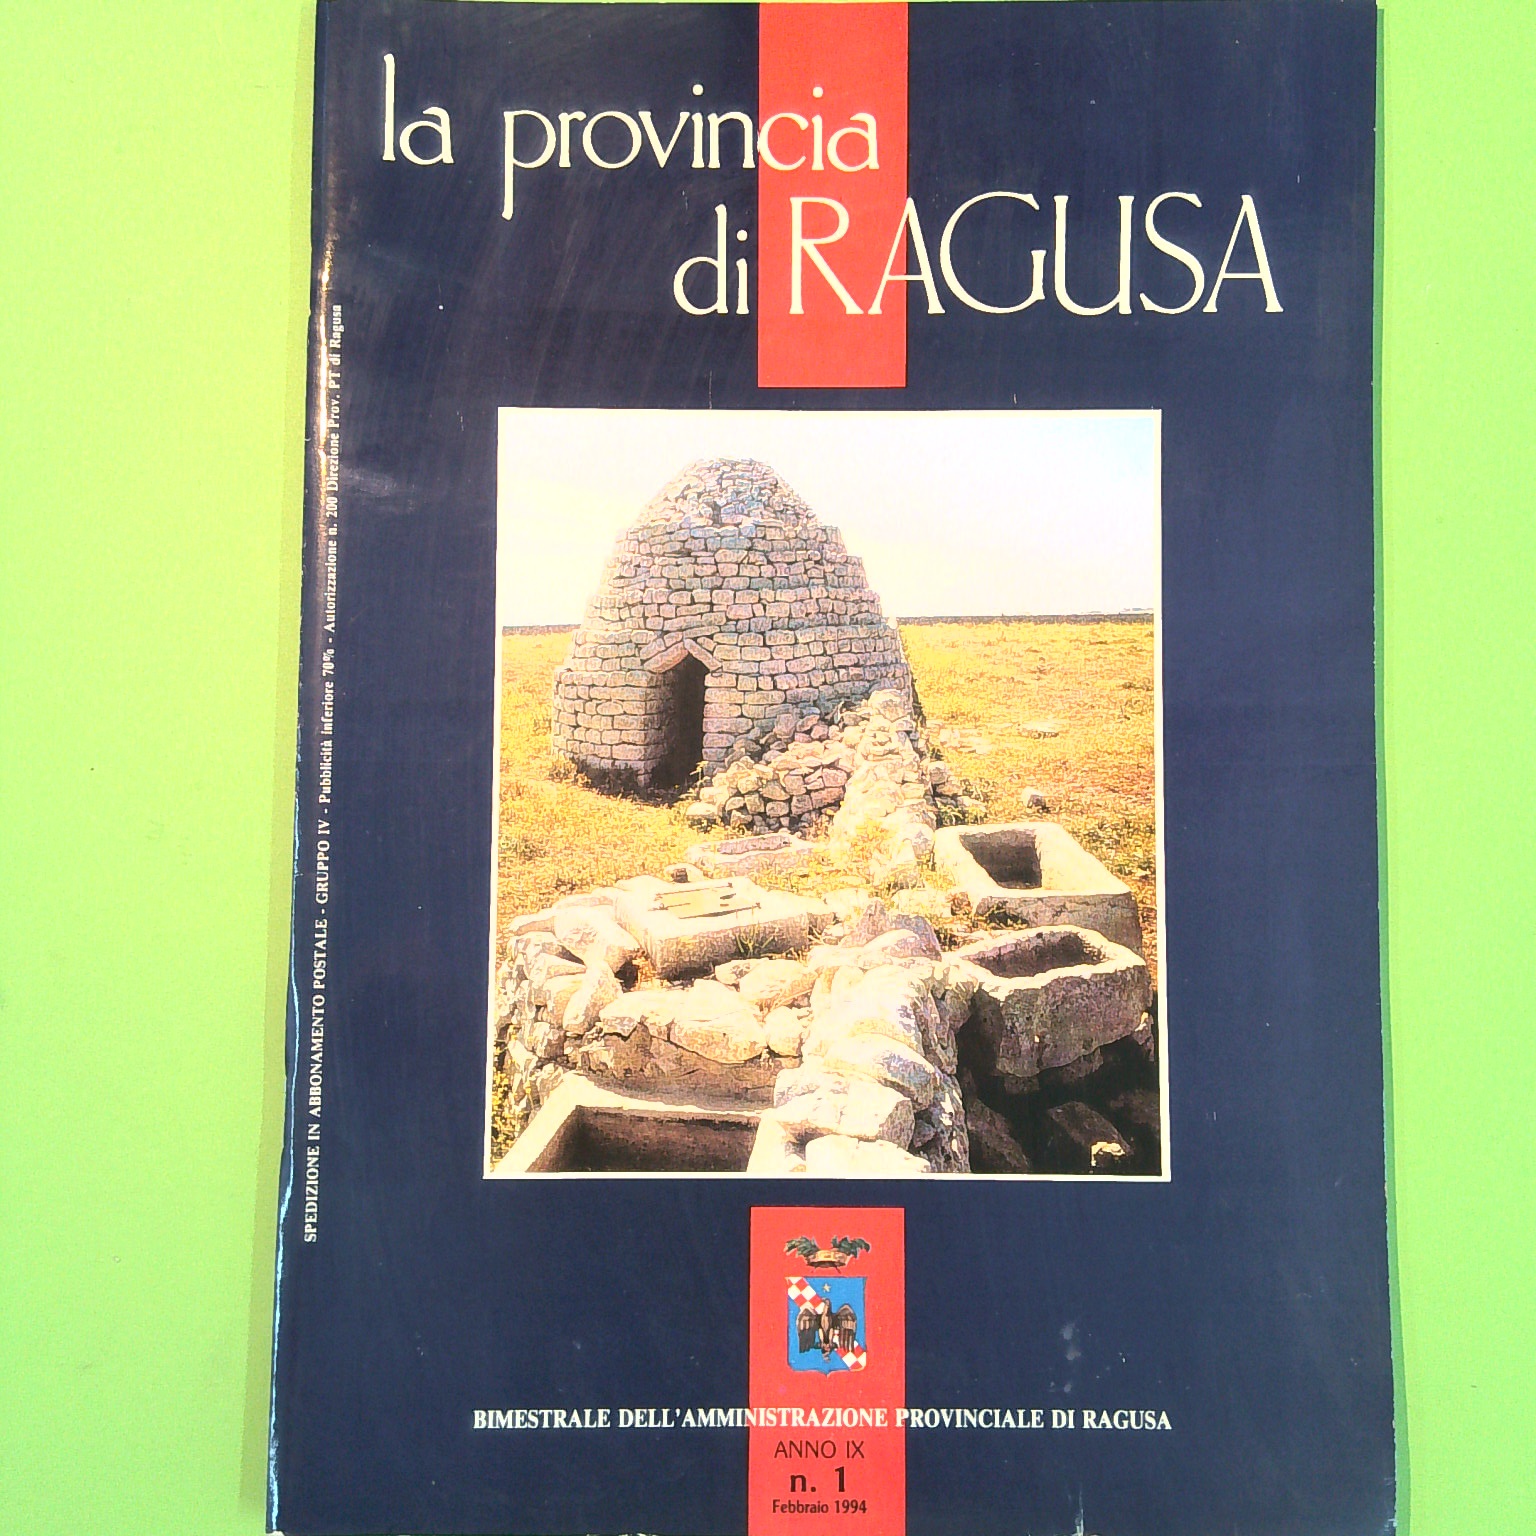 la provincia
di RAGUSA
SPEDIZIONE IN ABBONAMENTO POSTALE - GRUPPO IV - Pubblicità inferiore 70% - Autorizzazione n. 200 Direzione Prov. PT di Ragusa
BIMESTRALE DELL'AMMINISTRAZIONE PROVINCIALE DI RAGUSA
ANNO IX
n. 1
Febbraio 1994